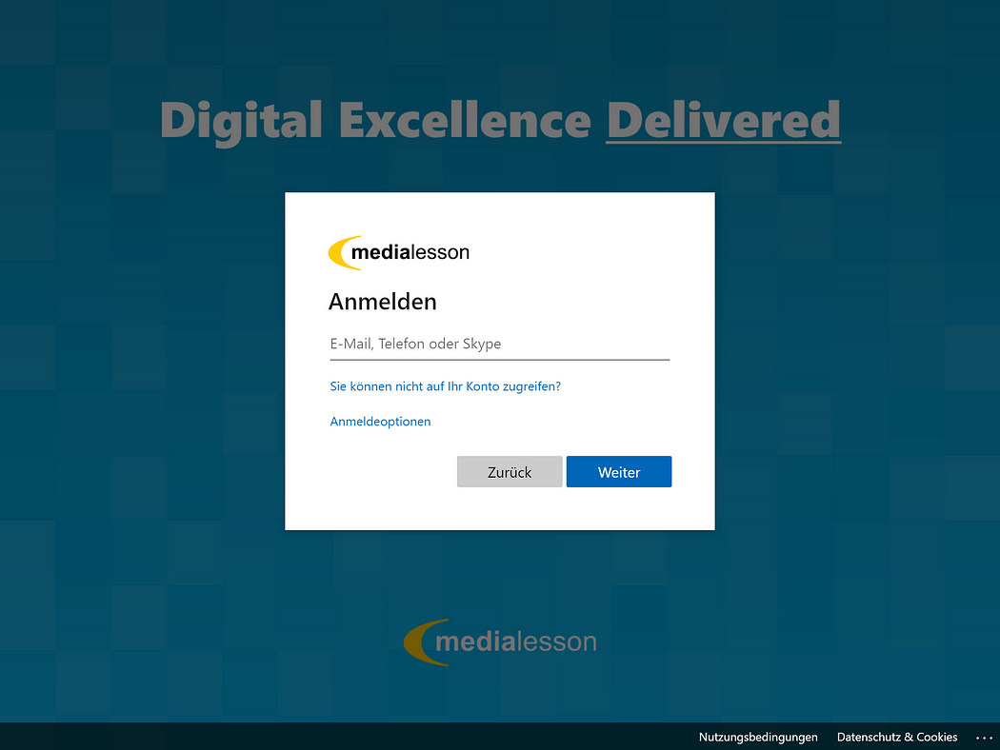 Digital Excellence Delivered
medialesson
Anmelden
E-Mail, Telefon oder Skype
Sie können nicht auf Ihr Konto zugreifen?
Anmeldeoptionen
Zurück Weiter
medialesson
Nutzungsbedingungen Datenschutz & Cookies ...